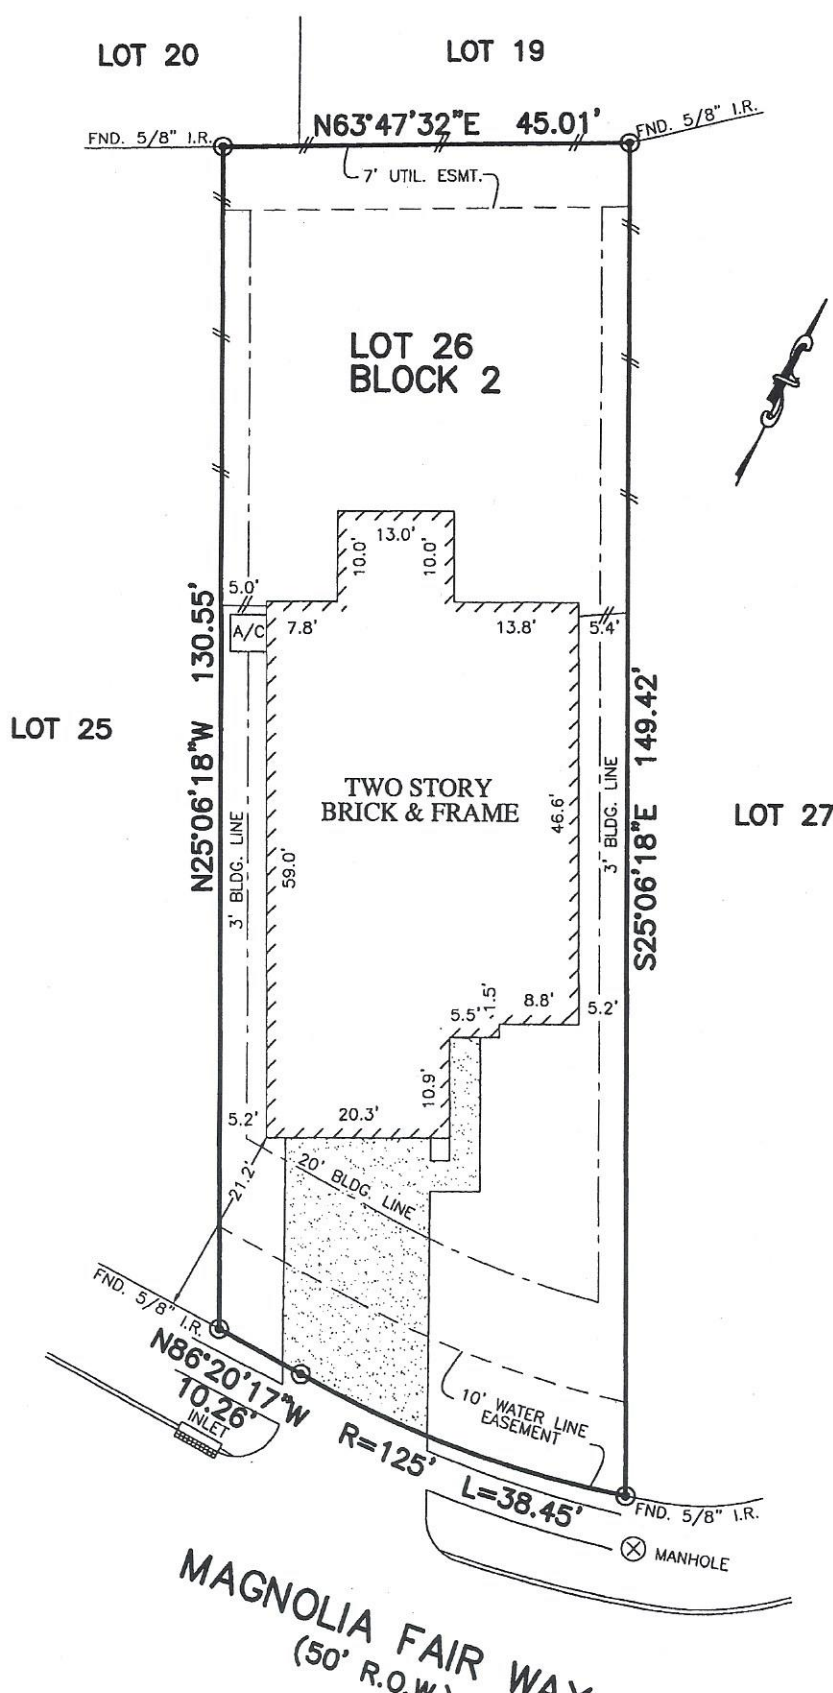 LOT 20
LOT 19
FND. 5/8" I.R.
N63°47'32"E 45.01'
FND. 5/8" I.R.
7' UTIL. ESMT.
LOT 26
BLOCK 2
13.0'
10.0'
10.0'
5.0'
A/C
7.8'
13.8'
5.4'
N25°06'18"W 130.55'
S25°06'18"E 149.42'
LOT 25
LOT 27
TWO STORY
BRICK & FRAME
59.0'
46.6'
3' BLDG. LINE
3' BLDG. LINE
5.5'
1.5'
8.8'
5.2'
10.9'
5.2'
20.3'
21.2'
20' BLDG. LINE
FND. 5/8" I.R.
N86°20'17"W
10.26'
INLET
R=125' L=38.45'
10' WATER LINE
EASEMENT
FND. 5/8" I.R.
MANHOLE
MAGNOLIA FAIR WAY
(50' R.O.W.)